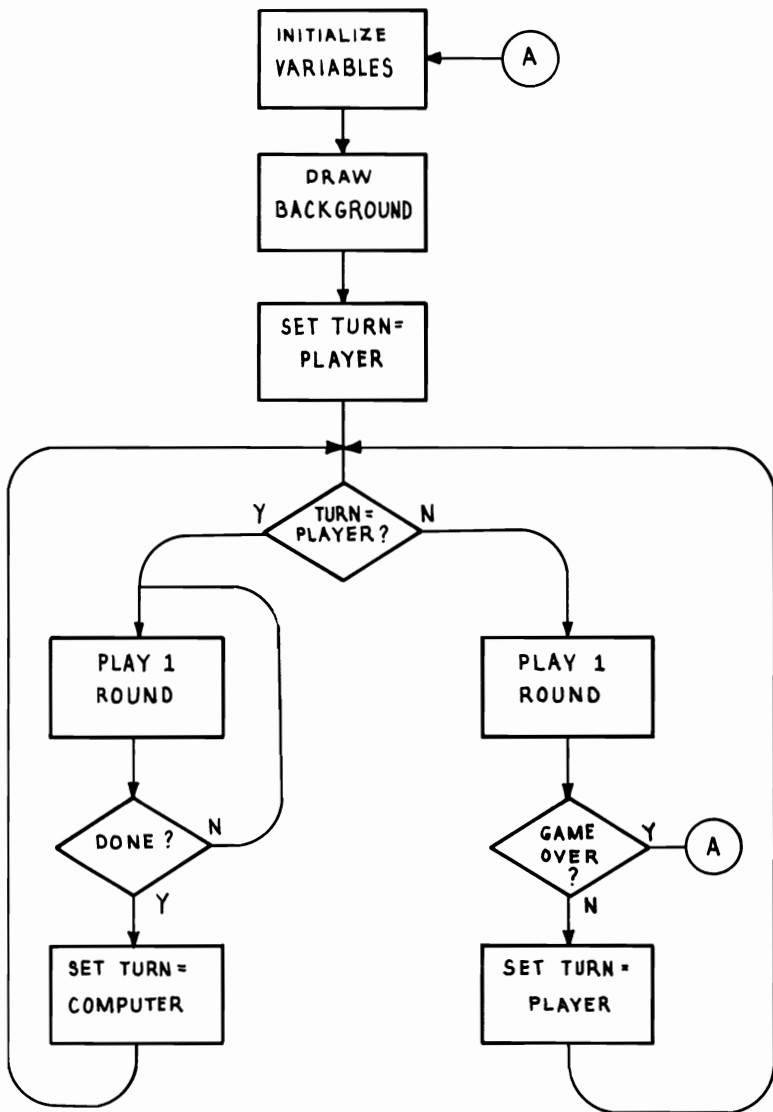 INITIALIZE
VARIABLES
A
DRAW
BACKGROUND
SET TURN=
PLAYER
Y
TURN=
PLAYER?
N
PLAY 1
ROUND
PLAY 1
ROUND
DONE?
N
Y
GAME
OVER
?
Y
A
N
SET TURN=
COMPUTER
SET TURN=
PLAYER